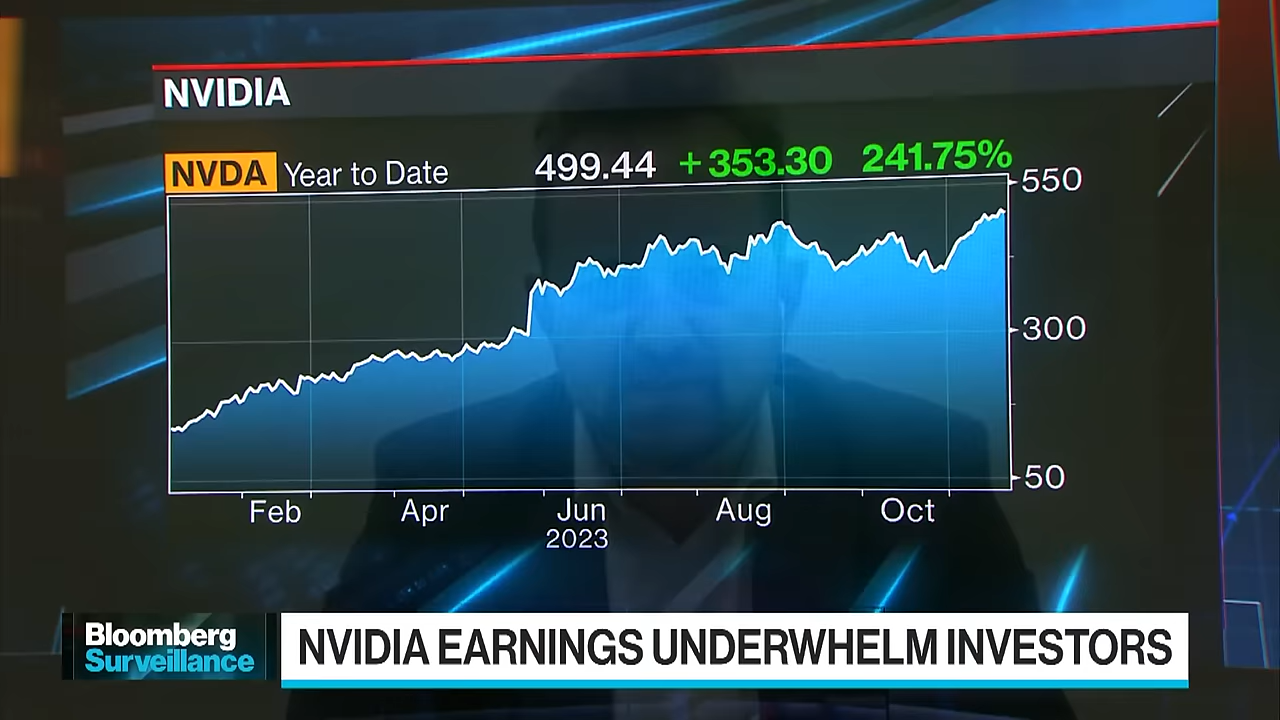 NVIDIA
NVDA Year to Date 499.44 +353.30 241.75%
550
300
50
Feb Apr Jun Aug Oct
2023
Bloomberg
Surveillance
NVIDIA EARNINGS UNDERWHELM INVESTORS